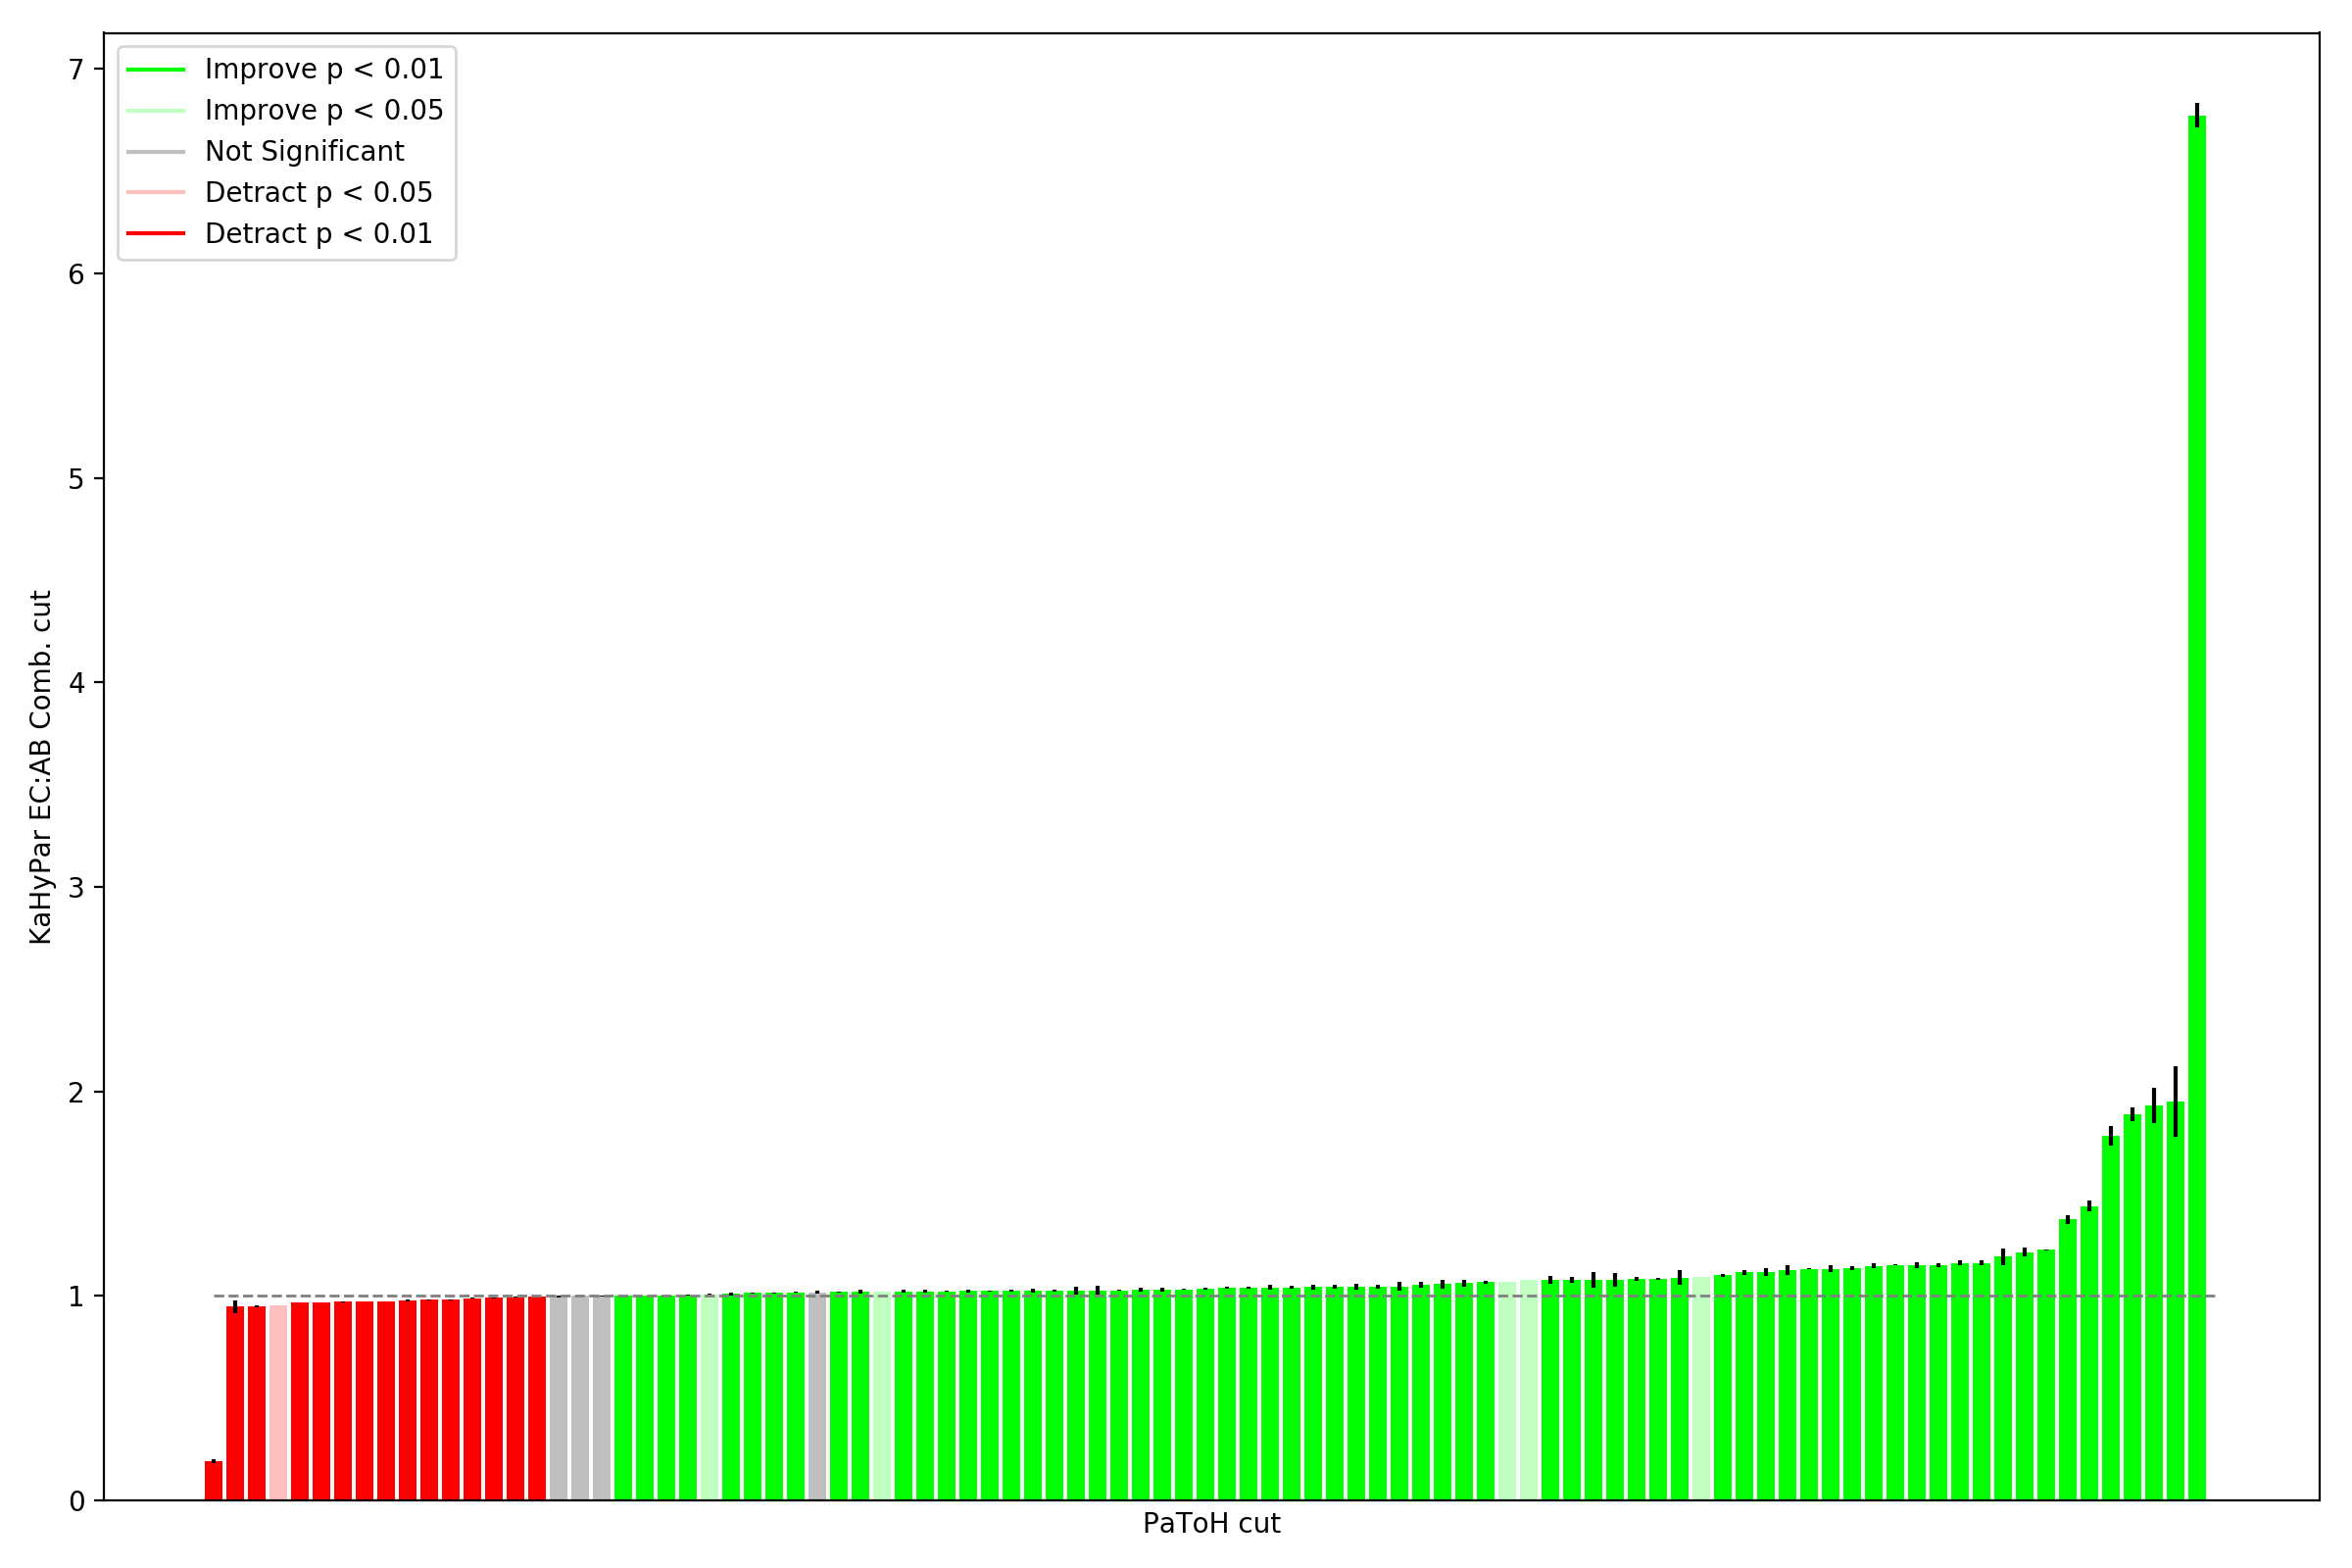 Improve p < 0.01
Improve p < 0.05
Not Significant
Detract p < 0.05
Detract p < 0.01
7
6
5
4
3
2
1
0
KaHyPar EC:AB Comb. cut
PaToH cut